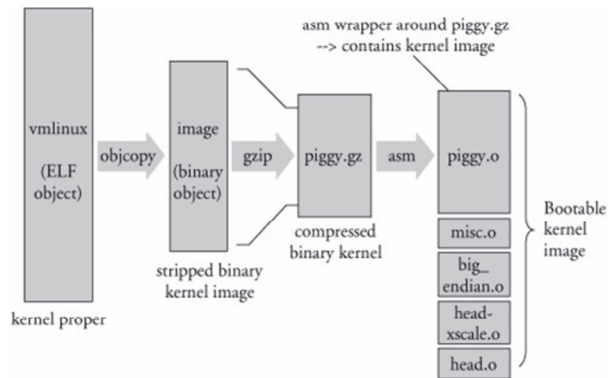 asm wrapper around piggy.gz
--> contains kernel image
vmlinux
(ELF
object)
objcopy
image
(binary
object)
gzip
piggy.gz
asm
piggy.o
misc.o
big_
endian.o
head-
xscale.o
head.o
Bootable
kernel
image
compressed
binary kernel
stripped binary
kernel image
kernel proper